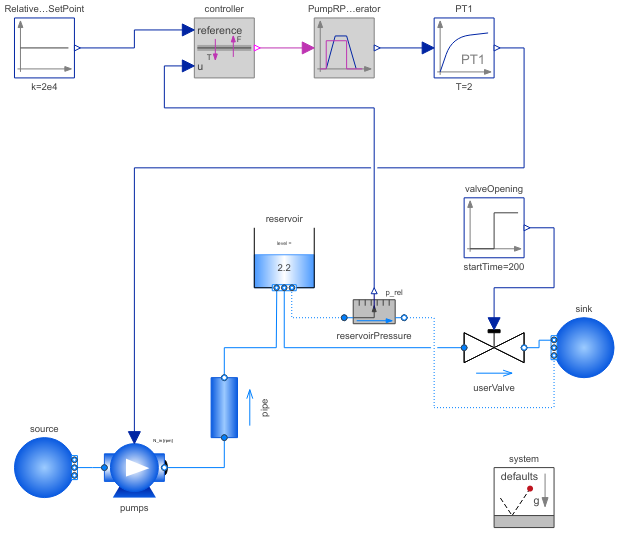 Relative...SetPoint
controller
PumpRP...erator
PT1
reference
F
T
u
PT1
k=2e4
T=2
valveOpening
startTime=200
reservoir
level =
2.2
p_rel
reservoirPressure
sink
userValve
pipe
source
N_in[rpm]
pumps
system
defaults
g